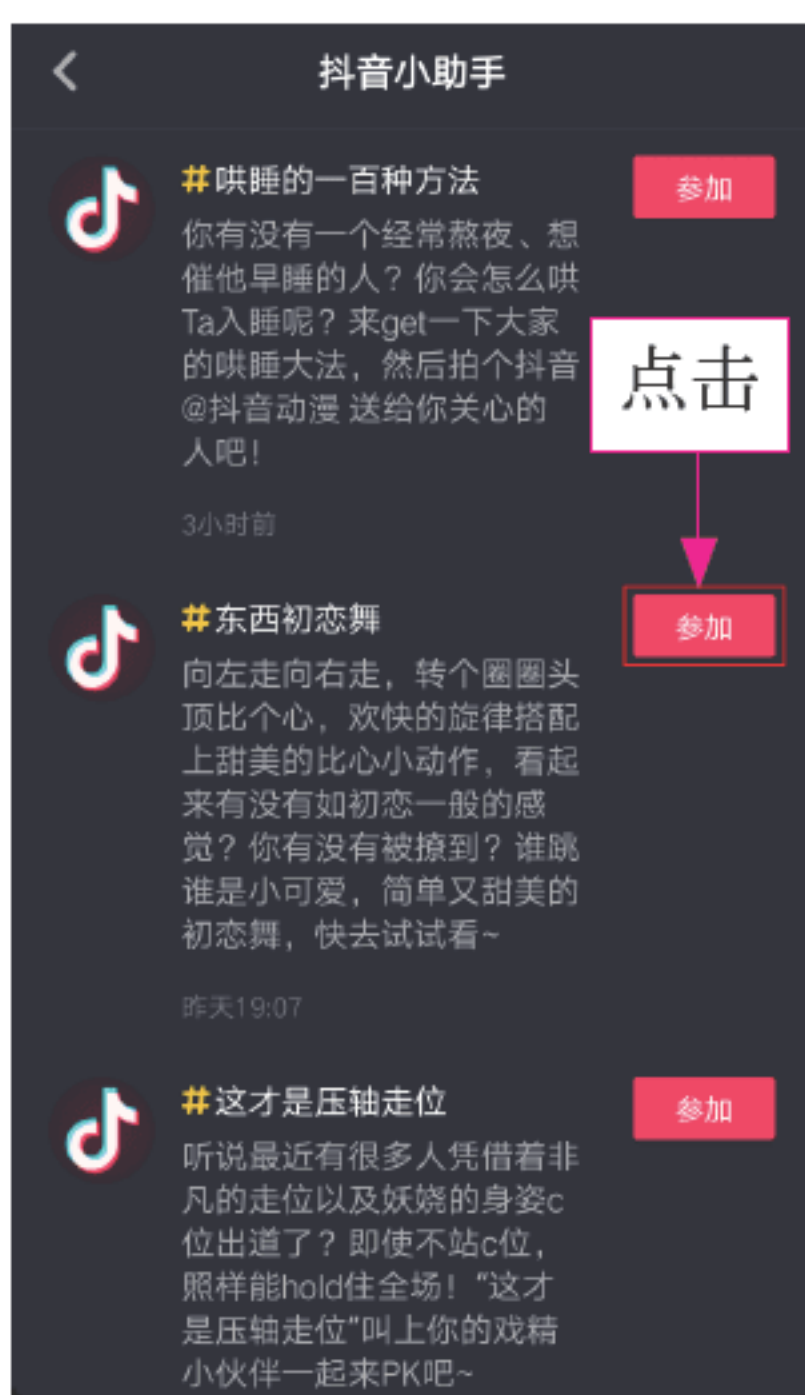 抖音小助手
#哄睡的一百种方法
参加
你有没有一个经常熬夜、想
催他早睡的人？你会怎么哄
Ta入睡呢？来get一下大家
的哄睡大法，然后拍个抖音
@抖音动漫 送给你关心的
人吧！
3小时前
点击
#东西初恋舞
参加
向左走向右走，转个圈圈头
顶比个心，欢快的旋律搭配
上甜美的比心小动作，看起
来有没有如初恋一般的感
觉？你有没有被撩到？谁跳
谁是小可爱，简单又甜美的
初恋舞，快去试试看~
昨天19:07
#这才是压轴走位
参加
听说最近有很多人凭借着非
凡的走位以及妖娆的身姿c
位出道了？即使不站c位，
照样能hold住全场！“这才
是压轴走位”叫上你的戏精
小伙伴一起来PK吧~